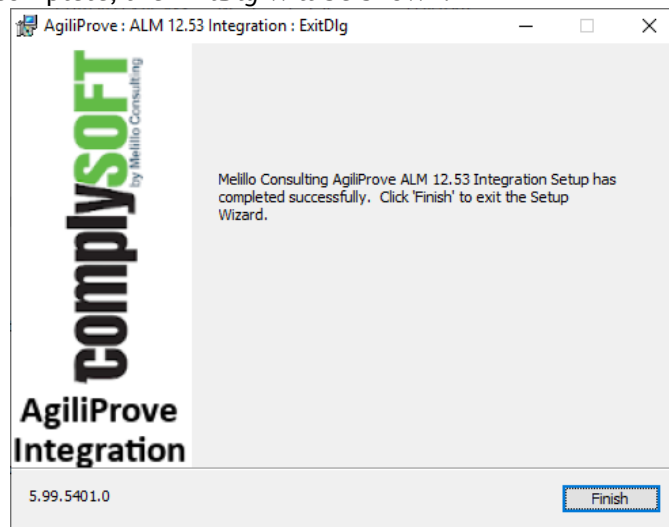 AgiliProve : ALM 12.53 Integration : ExitDlg
complySOFT
by Melillo Consulting
Melillo Consulting AgiliProve ALM 12.53 Integration Setup has
completed successfully. Click 'Finish' to exit the Setup
Wizard.
AgiliProve
Integration
5.99.5401.0
Finish